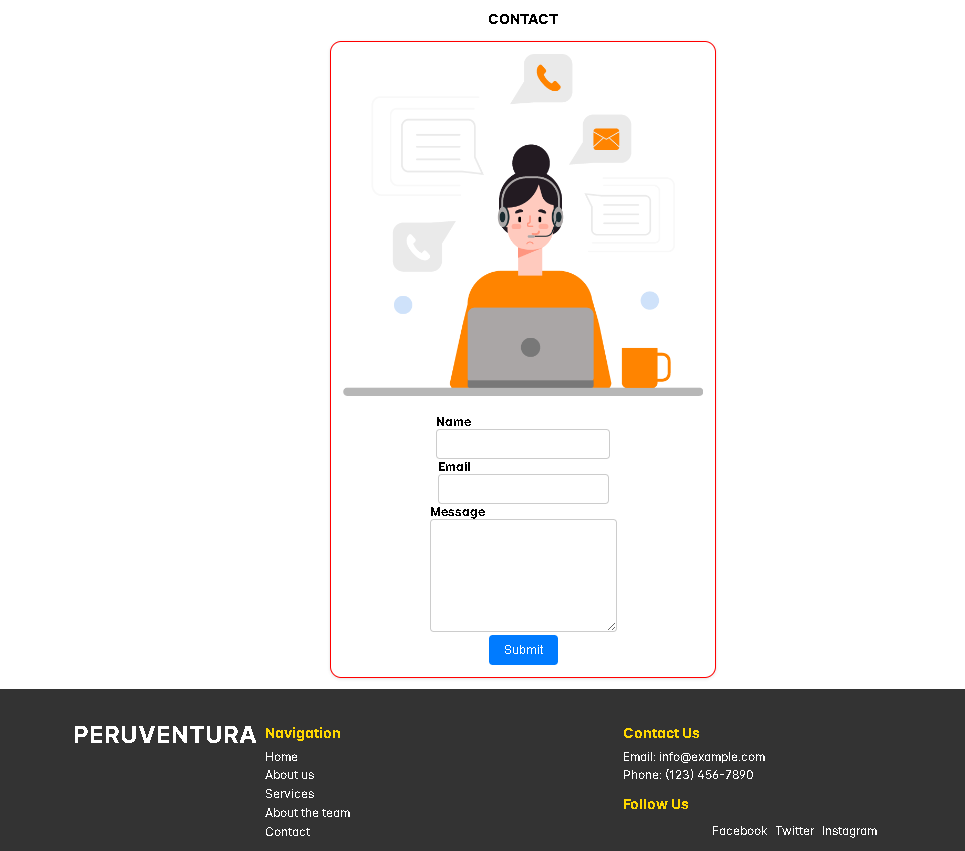 CONTACT
Name
Email
Message
Submit
PERUVENTURA
Navigation
Home
About us
Services
About the team
Contact
Contact Us
Email: info@example.com
Phone: (123) 456-7890
Follow Us
Facebook Twitter Instagram